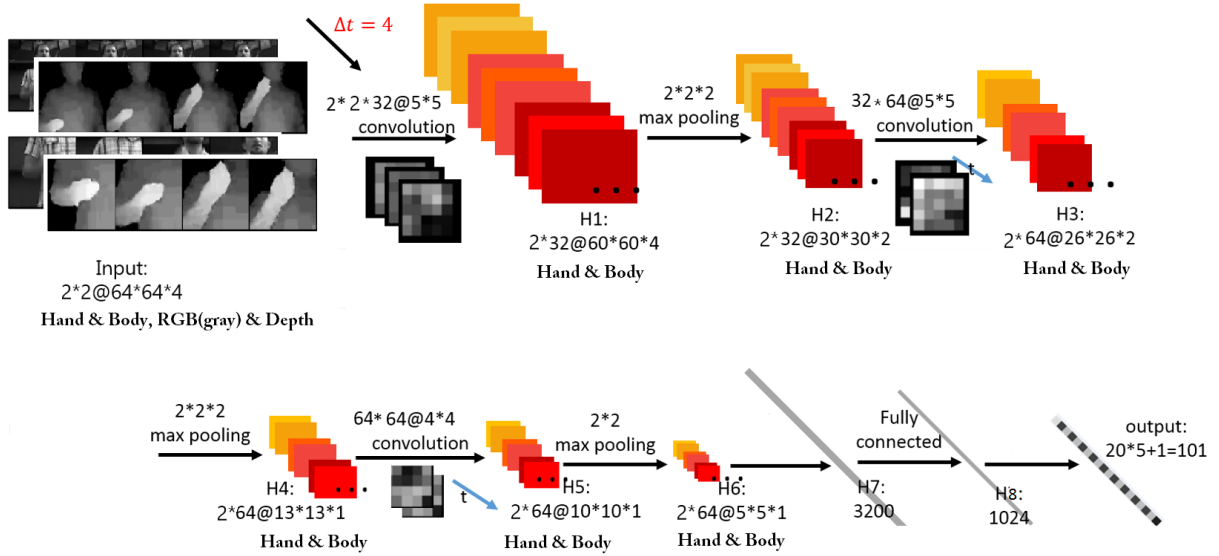 Δt = 4
2*2*32@5*5
convolution
2*2*2
max pooling
32*64@5*5
convolution
t
H1:
2*32@60*60*4
Hand & Body
H2:
2*32@30*30*2
Hand & Body
H3:
2*64@26*26*2
Hand & Body
Input:
2*2@64*64*4
Hand & Body, RGB(gray) & Depth
2*2*2
max pooling
64*64@4*4
convolution
t
2*2
max pooling
Fully
connected
output:
20*5+1=101
H4:
2*64@13*13*1
Hand & Body
H5:
2*64@10*10*1
Hand & Body
H6:
2*64@5*5*1
Hand & Body
H7:
3200
H8:
1024